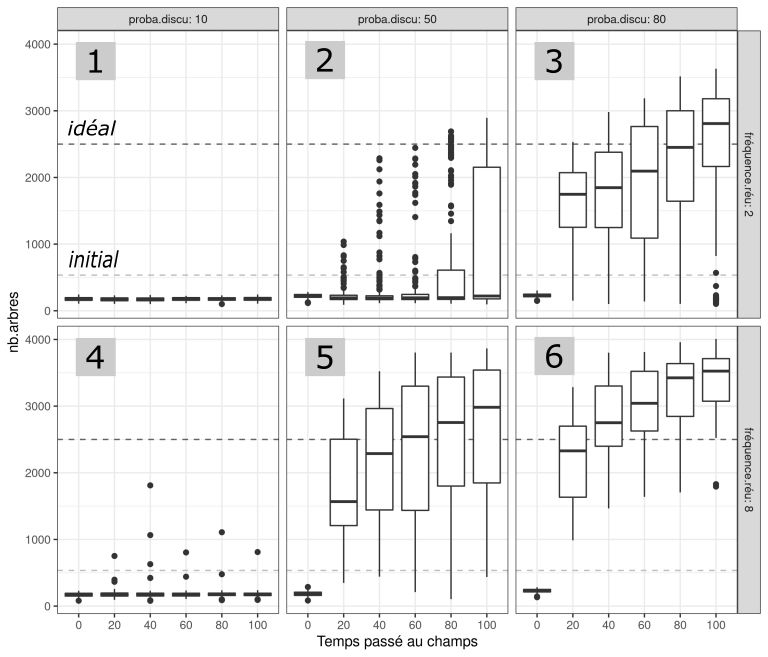 proba.discu: 10 proba.discu: 50 proba.discu: 80
4000 1 2 3
3000
idéal
2000
1000
initial
0
fréquence.réu: 2
nb.arbres
4000 4 5 6
3000
2000
1000
0
fréquence.réu: 8
0 20 40 60 80 100 0 20 40 60 80 100 0 20 40 60 80 100
Temps passé au champs